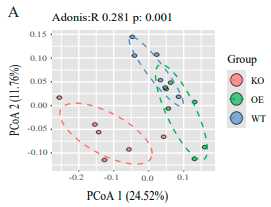 A
Adonis:R 0.281 p: 0.001
0.15
0.10
0.05
0.00
-0.05
-0.10
-0.2
-0.1
0.0
0.1
PCoA 2 (11.76%)
PCoA 1 (24.52%)
Group
KO
OE
WT